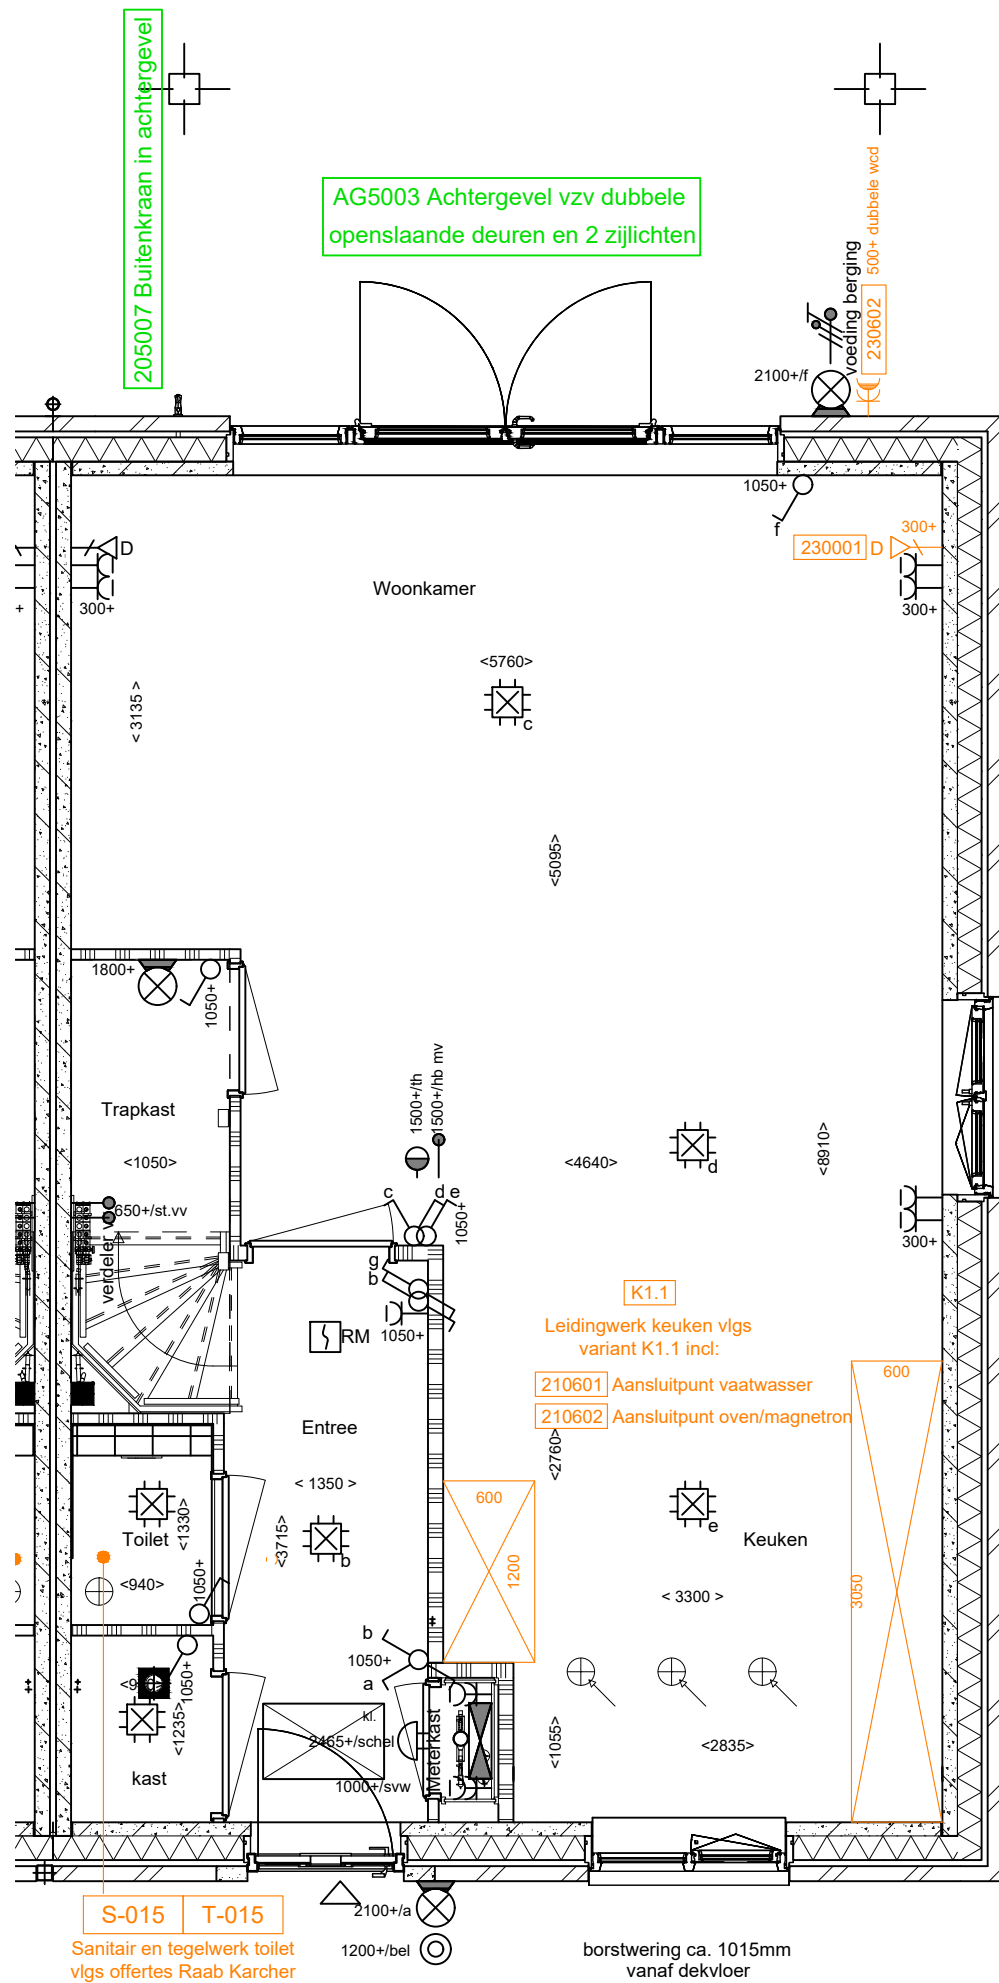 205007 Buitenkraan in achtergevel
AG5003 Achtergevel vzv dubbele
openslaande deuren en 2 zijlichten
500+ dubbele wcd
230602
voeding berging
2100+/f
1050+
f
D
300+
+
230001
D
300+
300+
Woonkamer
<5760>
c
< 3135 >
<5095>
1800+
1050+
Trapkast
<1050>
1500+/th
1500+/hb mv
<4640>
d
<8910>
650+/st.vv
c
d e
1050+
300+
g
b
1050+
RM
K1.1
Leidingwerk keuken vlgs
variant K1.1 incl:
210601 Aansluitpunt vaatwasser
210602 Aansluitpunt oven/magnetron
600
Entree
<2760>
< 1350 >
600
1200
e
Toilet
<1330>
<3715>
b
Keuken
<940>
1050+
< 3300 >
3050
b
1050+
a
1050+
<1235>
kl.
2465+/schel
<1055>
<2835>
kast
1000+/svw
Meterkast
S-015
T-015
Sanitair en tegelwerk toilet
vlgs offertes Raab Karcher
2100+/a
1200+/bel
borstwering ca. 1015mm
vanaf dekvloer